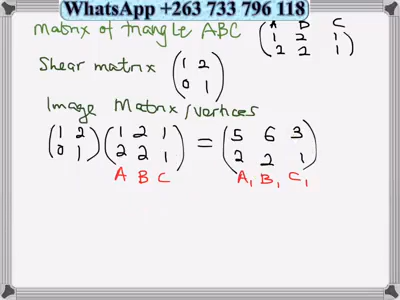 WhatsApp +263 733 796 118
Matrix of triangle ABC
A B C
(1 2 1
2 2 1)
Shear matrix (1 2
0 1)
Image Matrix/vertices
(1 2
0 1) (1 2 1
2 2 1) = (5 6 3
2 2 1)
A B C A₁ B₁ C₁